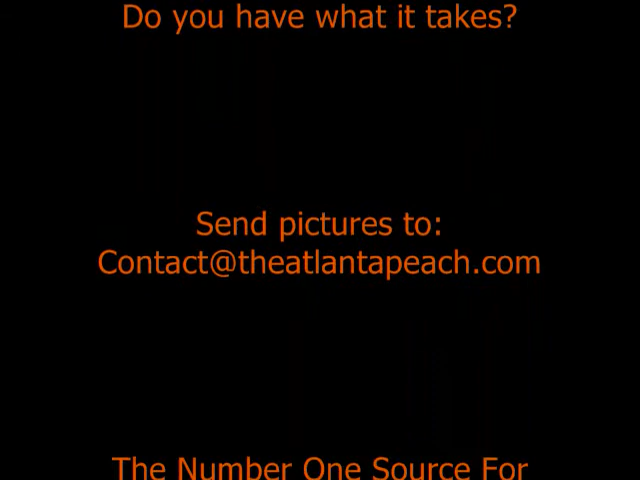 Do you have what it takes?
Send pictures to:
Contact@theatlantapeach.com
The Number One Source For